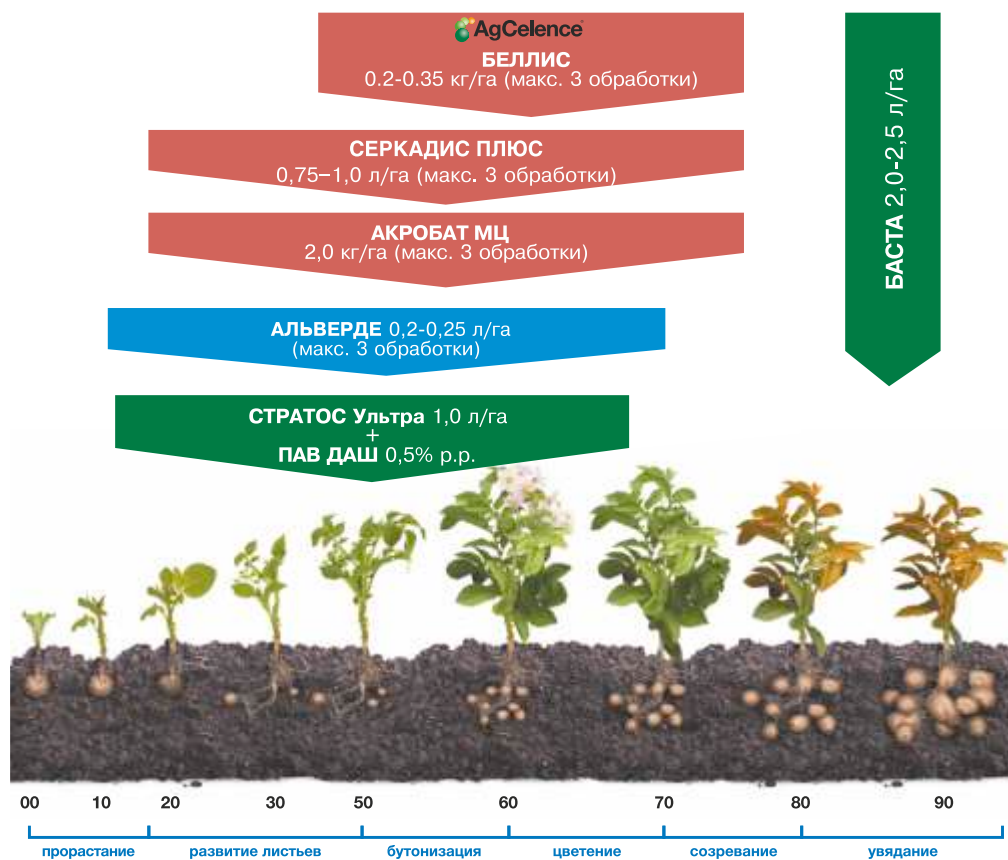 AgCelence
БЕЛЛИС
0.2-0.35 кг/га (макс. 3 обработки)
СЕРКАДИС ПЛЮС
0,75–1,0 л/га (макс. 3 обработки)
АКРОБАТ МЦ
2,0 кг/га (макс. 3 обработки)
АЛЬВЕРДЕ 0,2-0,25 л/га
(макс. 3 обработки)
СТРАТОС Ультра 1,0 л/га
+
ПАВ ДАШ 0,5% р.р.
БАСТА 2,0-2,5 л/га
00 10 20 30 50 60 70 80 90
прорастание развитие листьев бутонизация цветение созревание увядание